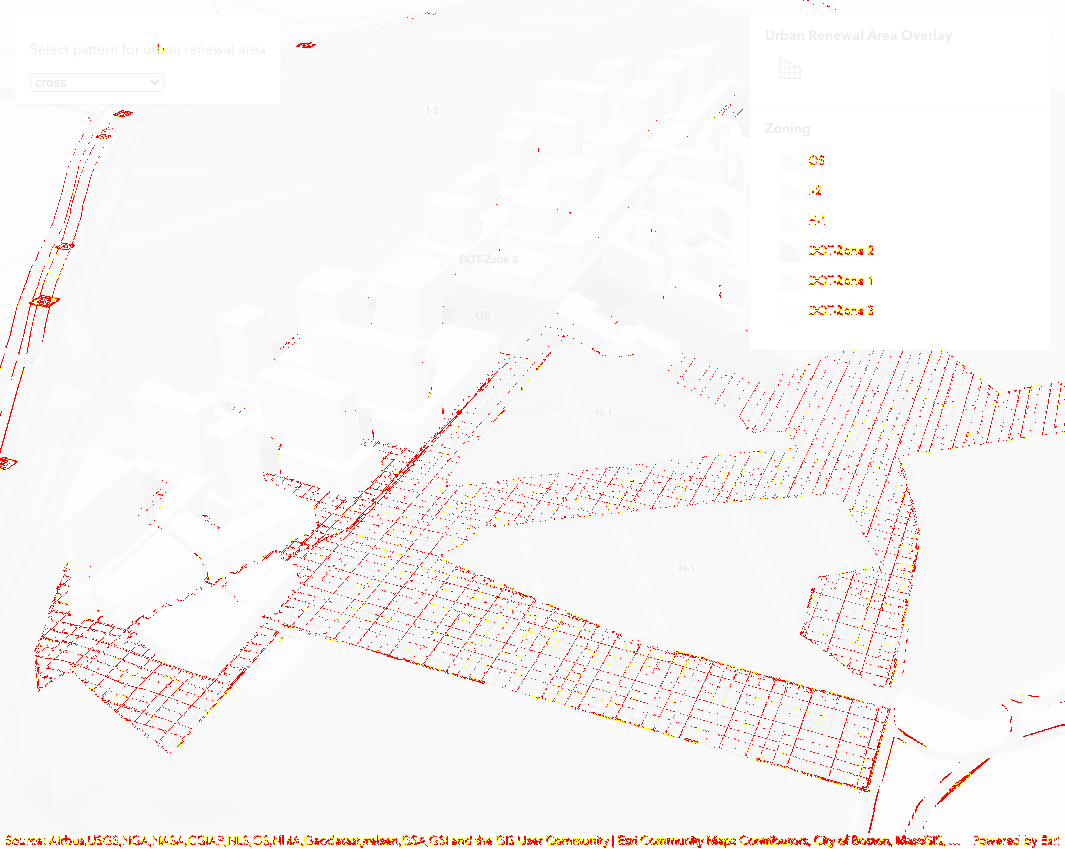 Select pattern for urban renewal area
cross
Urban Renewal Area Overlay
Zoning
OS
I-2
H-1
DOT-Zone 2
DOT-Zone 1
DOT-Zone 3
I-2
DOT-Zone 3
OS
-2
H-1
H-1
Source: Airbus,USGS,NGA,NASA,CGIAR,NLS,OS,NMA,Geodatastyrelsen,GSA,GSI and the GIS User Community | Esri Community Maps Contributors, City of Boston, MassGIS, ... Powered by Esri